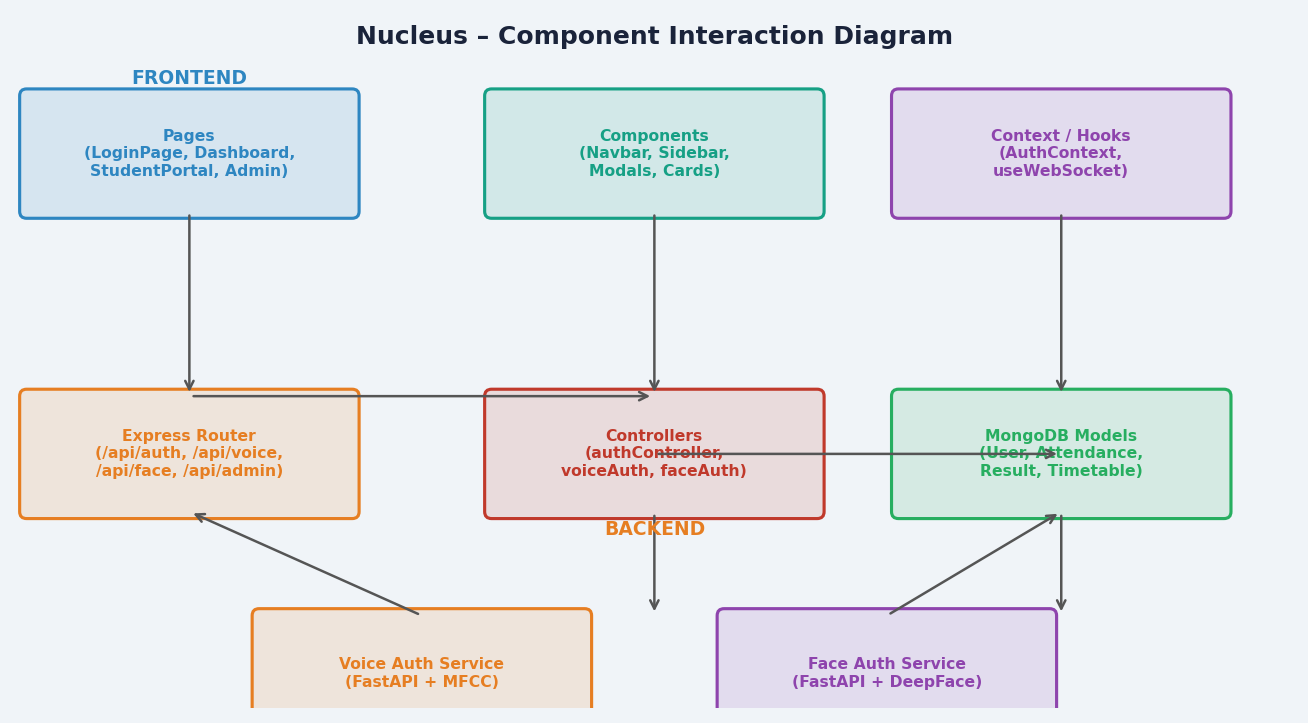 Nucleus – Component Interaction Diagram
FRONTEND
Pages
(LoginPage, Dashboard,
StudentPortal, Admin)
Components
(Navbar, Sidebar,
Modals, Cards)
Context / Hooks
(AuthContext,
useWebSocket)
Express Router
(/api/auth, /api/voice,
/api/face, /api/admin)
Controllers
(authController,
voiceAuth, faceAuth)
MongoDB Models
(User, Attendance,
Result, Timetable)
BACKEND
Voice Auth Service
(FastAPI + MFCC)
Face Auth Service
(FastAPI + DeepFace)